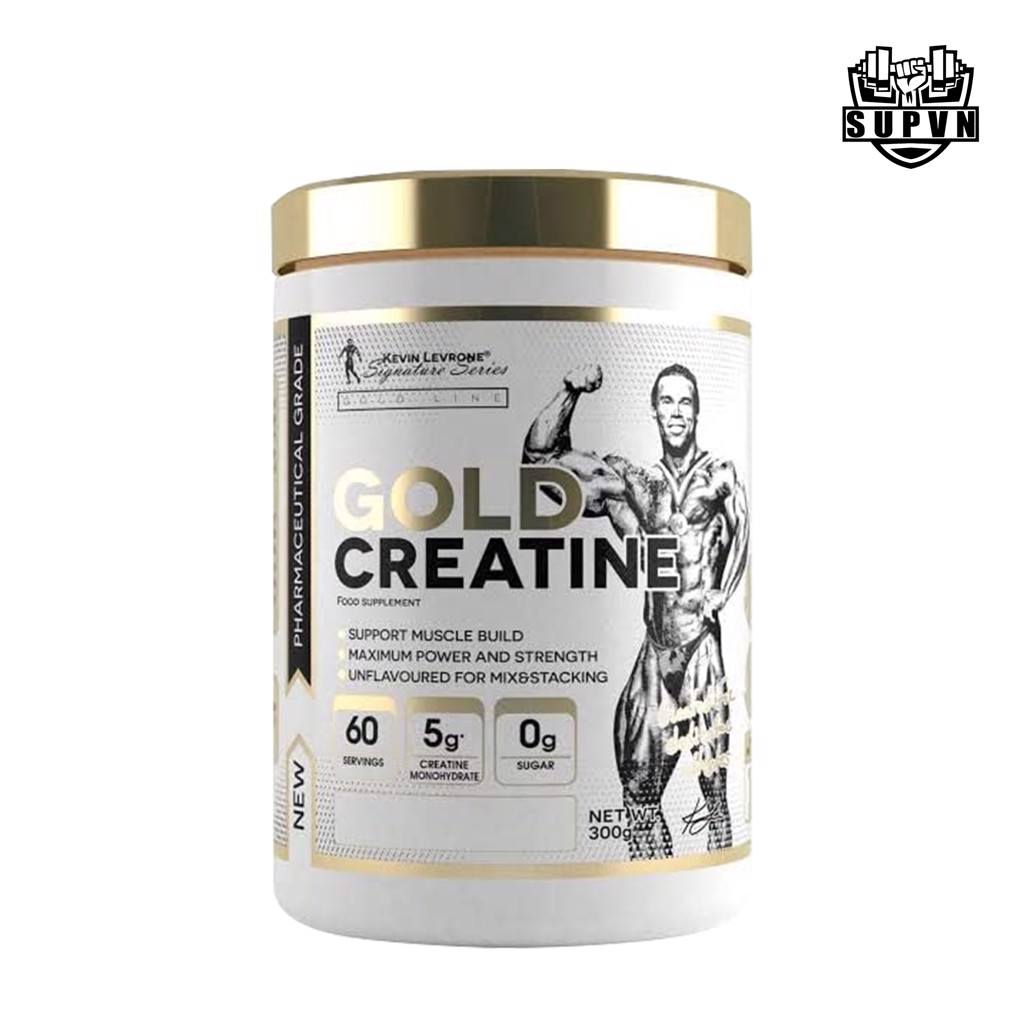 SUPVN
KEVIN LEVRONE®
Signature Series
GOLD LINE
GOLD
CREATINE
FOOD SUPPLEMENT
SUPPORT MUSCLE BUILD
MAXIMUM POWER AND STRENGTH
UNFLAVOURED FOR MIX&STACKING
60
SERVINGS
5g*
CREATINE
MONOHYDRATE
0g
SUGAR
NET WT
300g
PHARMACEUTICAL GRADE
NEW